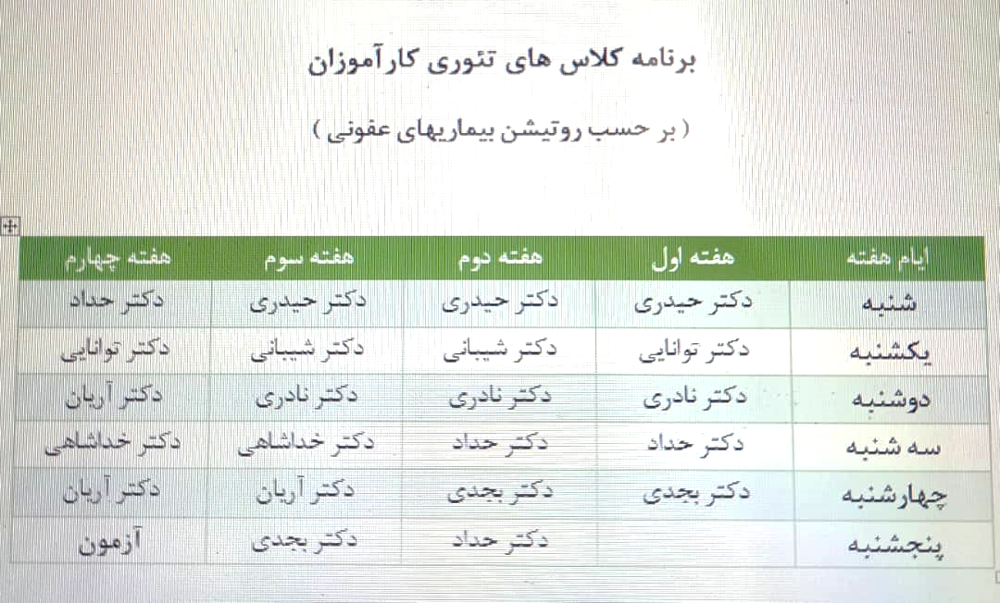 برنامه کلاس های تئوری کارآموزان
( بر حسب روتیشن بیماریهای عفونی )
ایام هفته هفته اول هفته دوم هفته سوم هفته چهارم
شنبه دکتر حیدری دکتر حیدری دکتر حیدری دکتر حداد
یکشنبه دکتر توانایی دکتر شیبانی دکتر شیبانی دکتر توانایی
دوشنبه دکتر نادری دکتر نادری دکتر نادری دکتر آریان
سه شنبه دکتر حداد دکتر حداد دکتر خداشاهی دکتر خداشاهی
چهارشنبه دکتر بجدی دکتر بجدی دکتر آریان دکتر آریان
پنجشنبه دکتر حداد دکتر بجدی آزمون